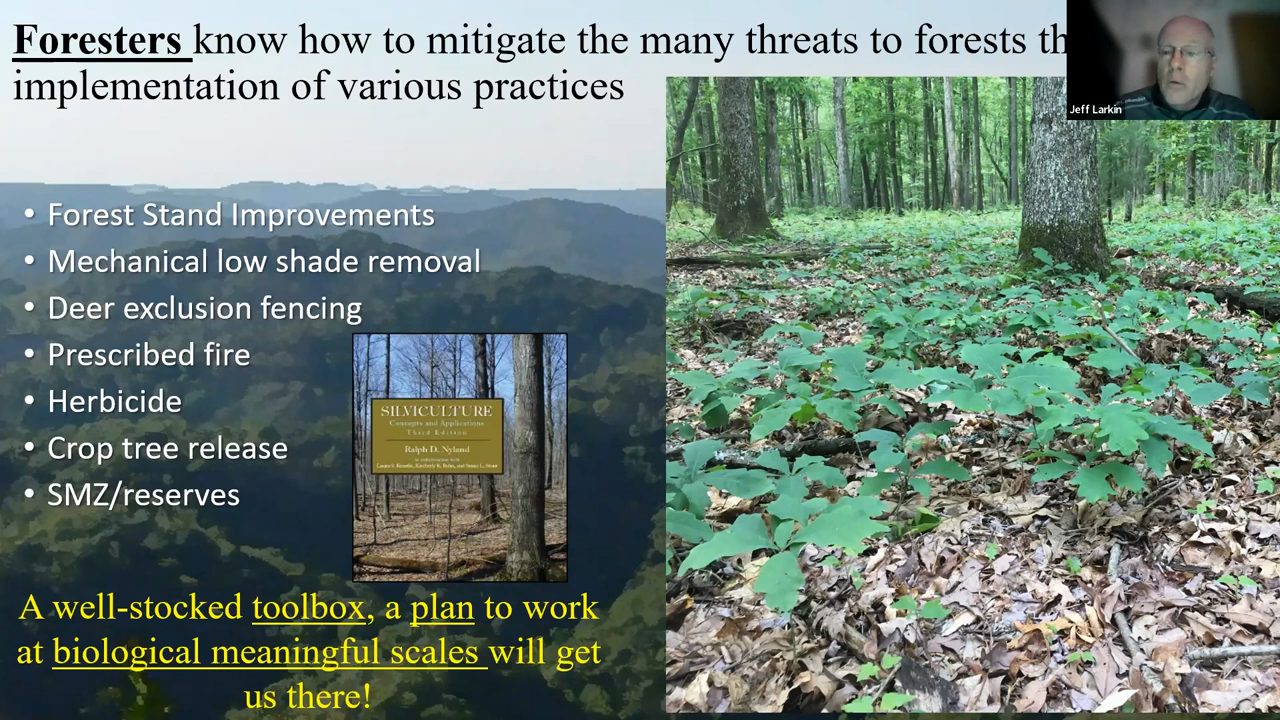 Foresters know how to mitigate the many threats to forests th
implementation of various practices
Jeff Larkin
• Forest Stand Improvements
• Mechanical low shade removal
• Deer exclusion fencing
• Prescribed fire
• Herbicide
• Crop tree release
• SMZ/reserves
SILVICULTURE
Concepts and Applications
Third Edition
Ralph D. Nyland
A well-stocked toolbox, a plan to work
at biological meaningful scales will get
us there!